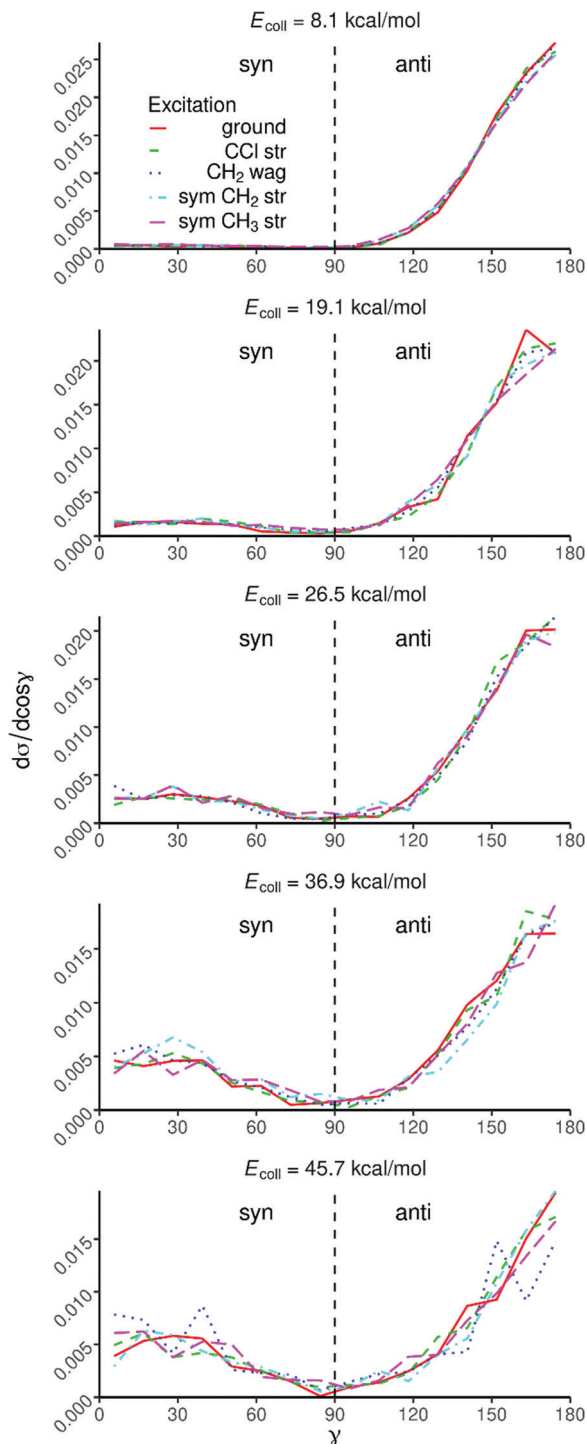 E_coll = 8.1 kcal/mol
syn anti
Excitation
ground
CCl str
CH₂ wag
sym CH₂ str
sym CH₃ str
0.025
0.020
0.015
0.010
0.005
0.000
0 30 60 90 120 150 180
E_coll = 19.1 kcal/mol
syn anti
0.020
0.015
0.010
0.005
0.000
0 30 60 90 120 150 180
E_coll = 26.5 kcal/mol
syn anti
0.020
0.015
0.010
0.005
0.000
0 30 60 90 120 150 180
dσ/dcosγ
E_coll = 36.9 kcal/mol
syn anti
0.015
0.010
0.005
0.000
0 30 60 90 120 150 180
E_coll = 45.7 kcal/mol
syn anti
0.015
0.010
0.005
0.000
0 30 60 90 120 150 180
γ